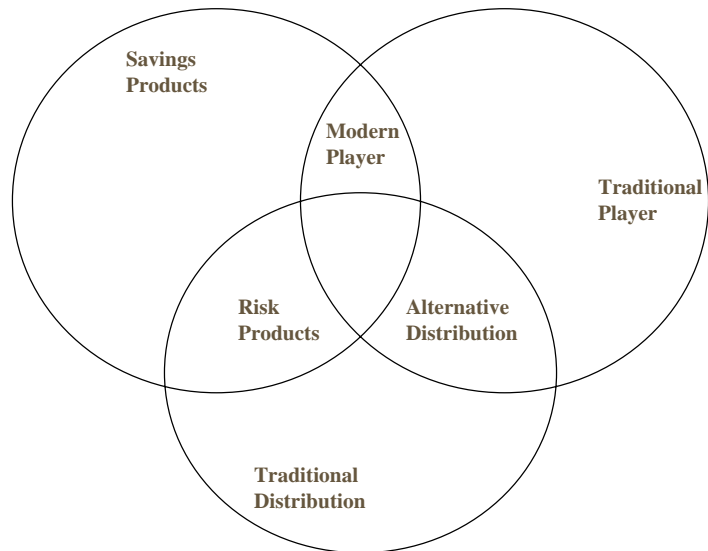 Savings
Products
Modern
Player
Traditional
Player
Risk
Products
Alternative
Distribution
Traditional
Distribution